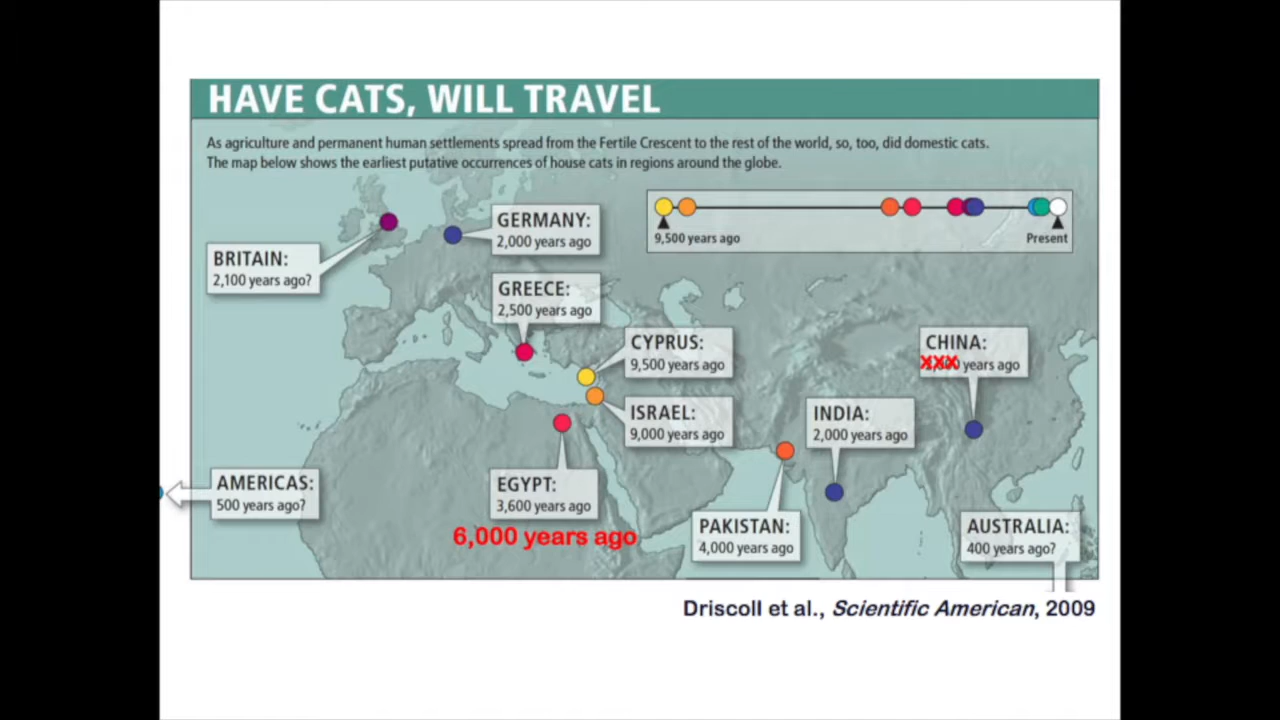 HAVE CATS, WILL TRAVEL
As agriculture and permanent human settlements spread from the Fertile Crescent to the rest of the world, so, too, did domestic cats.
The map below shows the earliest putative occurrences of house cats in regions around the globe.
9,500 years ago
Present
GERMANY:
2,000 years ago
BRITAIN:
2,100 years ago?
GREECE:
2,500 years ago
CYPRUS:
9,500 years ago
CHINA:
XXX years ago
ISRAEL:
9,000 years ago
INDIA:
2,000 years ago
AMERICAS:
500 years ago?
EGYPT:
3,600 years ago
6,000 years ago
PAKISTAN:
4,000 years ago
AUSTRALIA:
400 years ago?
Driscoll et al., Scientific American, 2009